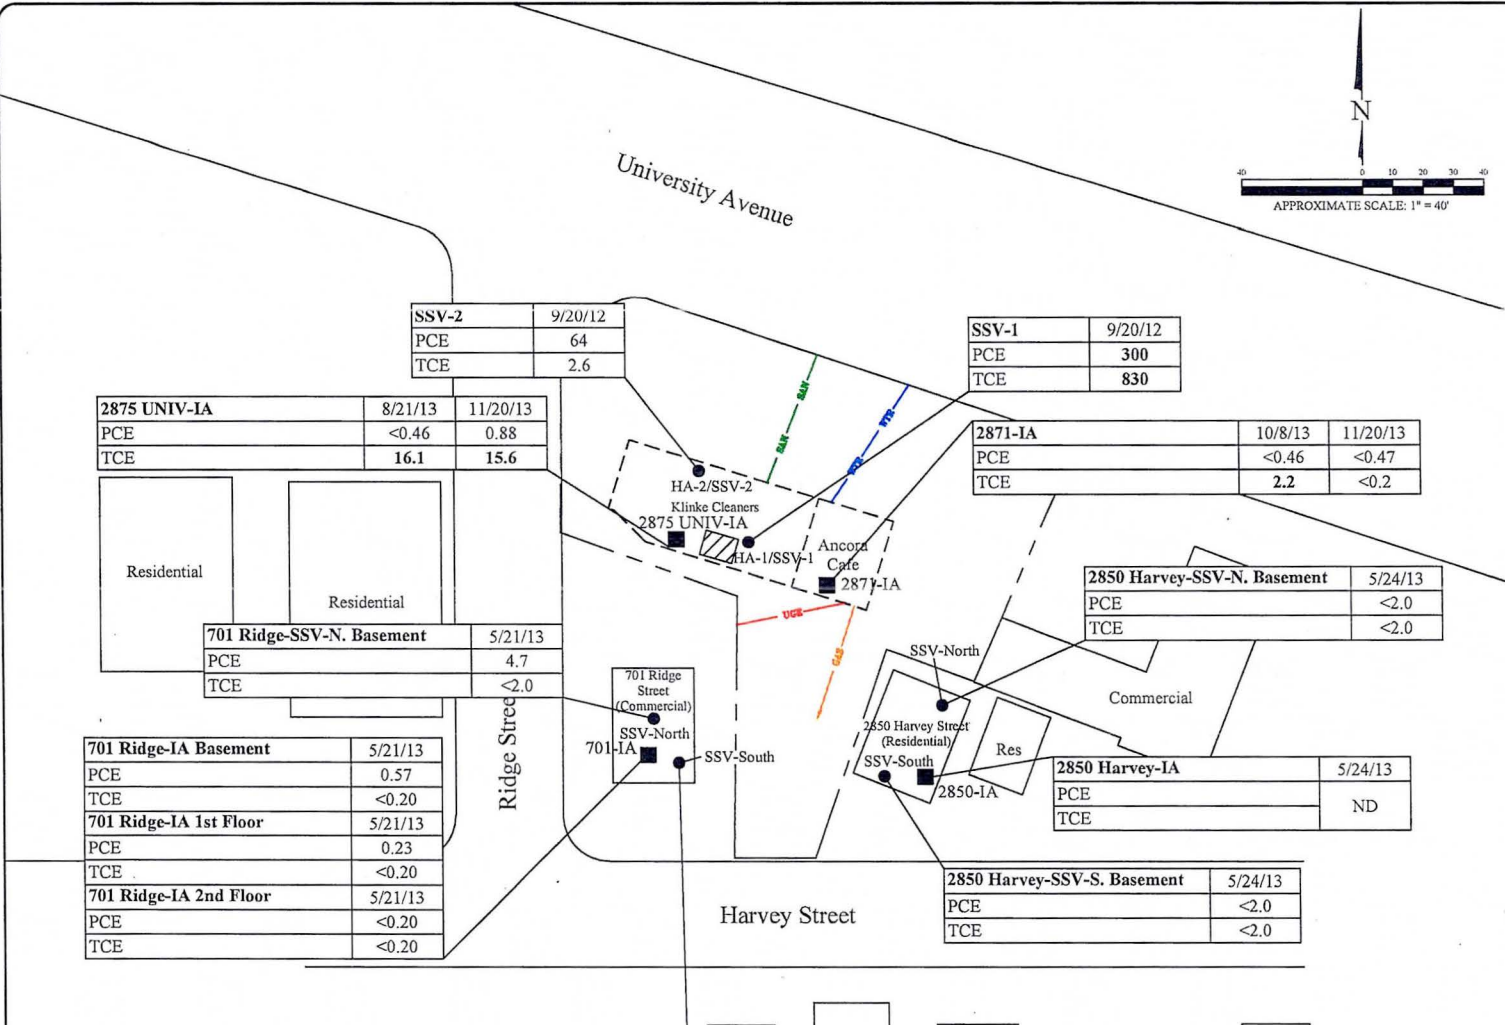 N
40 0 10 20 30 40
APPROXIMATE SCALE: 1" = 40'
University Avenue
SSV-2 9/20/12
PCE 64
TCE 2.6
SSV-1 9/20/12
PCE 300
TCE 830
2875 UNIV-IA 8/21/13 11/20/13
PCE <0.46 0.88
TCE 16.1 15.6
2871-IA 10/8/13 11/20/13
PCE <0.46 <0.47
TCE 2.2 <0.2
SAN
SAN
WTR
WTR
HA-2/SSV-2
Klinke Cleaners
2875 UNIV-IA
HA-1/SSV-1
Ancora
Cafe
2871-IA
Residential
Residential
2850 Harvey-SSV-N. Basement 5/24/13
PCE <2.0
TCE <2.0
UGE
GAS
701 Ridge-SSV-N. Basement 5/21/13
PCE 4.7
TCE <2.0
701 Ridge
Street
(Commercial)
SSV-North
701-IA
SSV-South
SSV-North
2850 Harvey Street
(Residential)
SSV-South
2850-IA
Res
Commercial
Ridge Stree
701 Ridge-IA Basement 5/21/13
PCE 0.57
TCE <0.20
701 Ridge-IA 1st Floor 5/21/13
PCE 0.23
TCE <0.20
701 Ridge-IA 2nd Floor 5/21/13
PCE <0.20
TCE <0.20
2850 Harvey-IA 5/24/13
PCE ND
TCE
2850 Harvey-SSV-S. Basement 5/24/13
PCE <2.0
TCE <2.0
Harvey Street